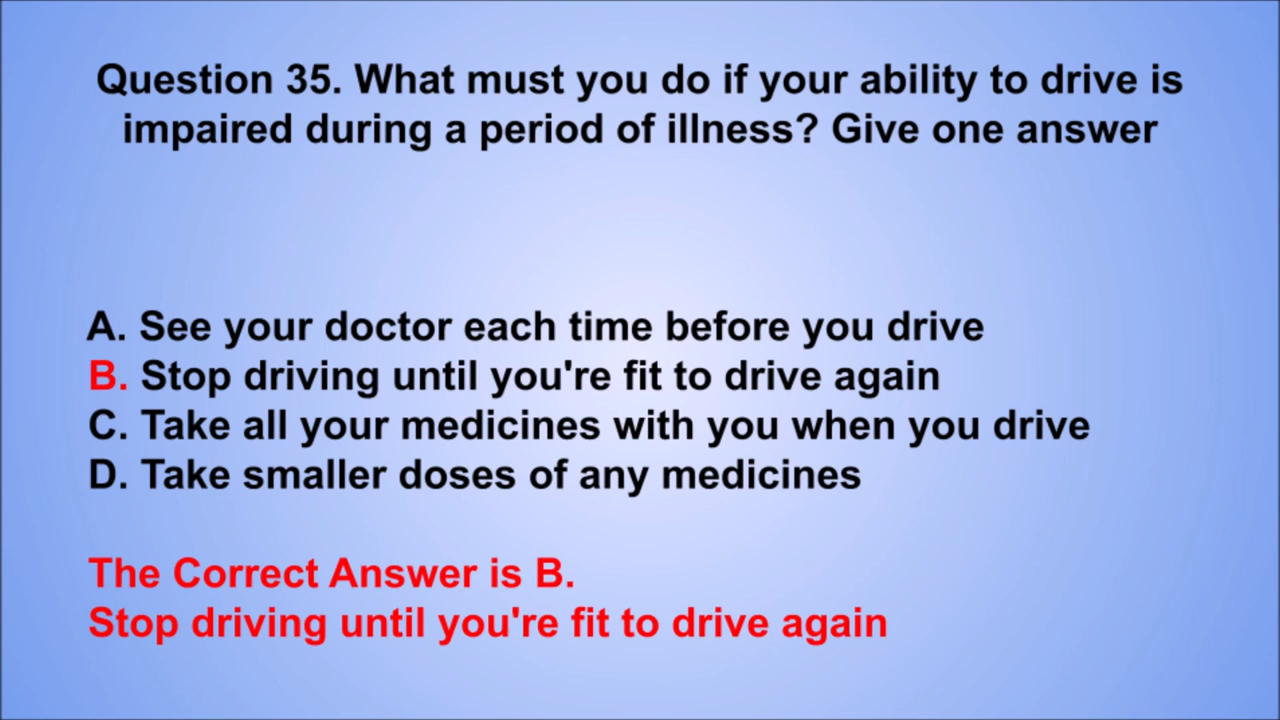 Question 35. What must you do if your ability to drive is
impaired during a period of illness? Give one answer
A. See your doctor each time before you drive
B. Stop driving until you're fit to drive again
C. Take all your medicines with you when you drive
D. Take smaller doses of any medicines
The Correct Answer is B.
Stop driving until you're fit to drive again